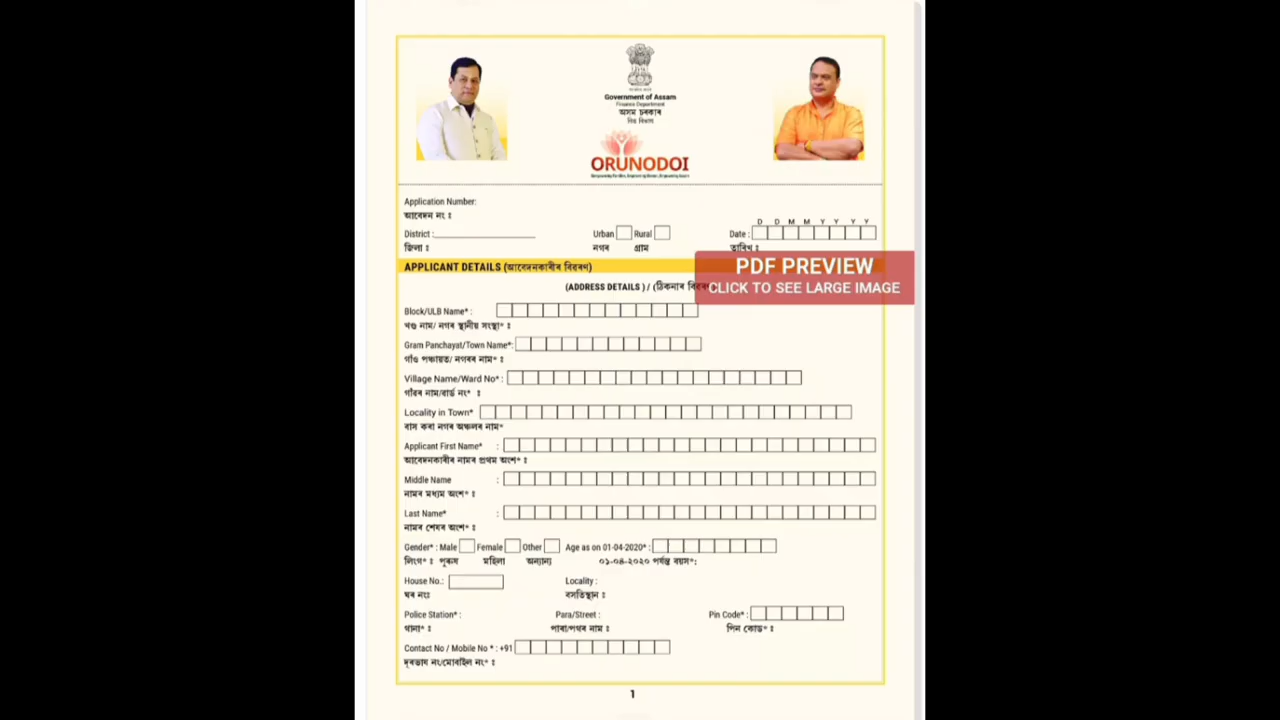 Government of Assam
Finance Department
অসম চৰকাৰ
বিত্ত বিভাগ
ORUNODOI
Application Number:
আবেদন নং ঃ
District :
Urban Rural
Date : D D M M Y Y Y Y
জিলা ঃ
নগৰ গ্ৰাম
তাৰিখ ঃ
PDF PREVIEW
CLICK TO SEE LARGE IMAGE
APPLICANT DETAILS (আবেদনকাৰীৰ বিৱৰণ)
(ADDRESS DETAILS ) / (ঠিকনাৰ
Block/ULB Name* :
খণ্ড নাম/ নগৰ স্থানীয় সংস্থা* ঃ
Gram Panchayat/Town Name*:
গাঁও পঞ্চায়ত/ নগৰৰ নাম* ঃ
Village Name/Ward No* :
গাঁৱৰ নাম/ৱাৰ্ড নং* ঃ
Locality in Town*
বাস কৰা নগৰ অঞ্চলৰ নাম*
Applicant First Name* :
আবেদনকাৰীৰ নামৰ প্ৰথম অংশ* ঃ
Middle Name :
নামৰ মধ্যম অংশ* ঃ
Last Name* :
নামৰ শেষৰ অংশ* ঃ
Gender* : Male Female Other Age as on 01-04-2020* :
লিংগ* ঃ পুৰুষ মহিলা অন্যান্য ০১-০৪-২০২০ পৰ্যন্ত বয়স*:
House No.: Locality :
ঘৰ নংঃ বসতিস্থান ঃ
Police Station* : Para/Street : Pin Code* :
থানা* ঃ পাৰা/পথৰ নাম ঃ পিন কোড* ঃ
Contact No / Mobile No * : +91
দূৰভাষ নং/মোবাইল নং* ঃ
1